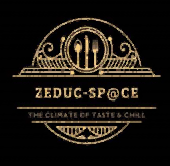 ZEDUC-SP@CE
THE CLIMATE OF TASTE & CHILL